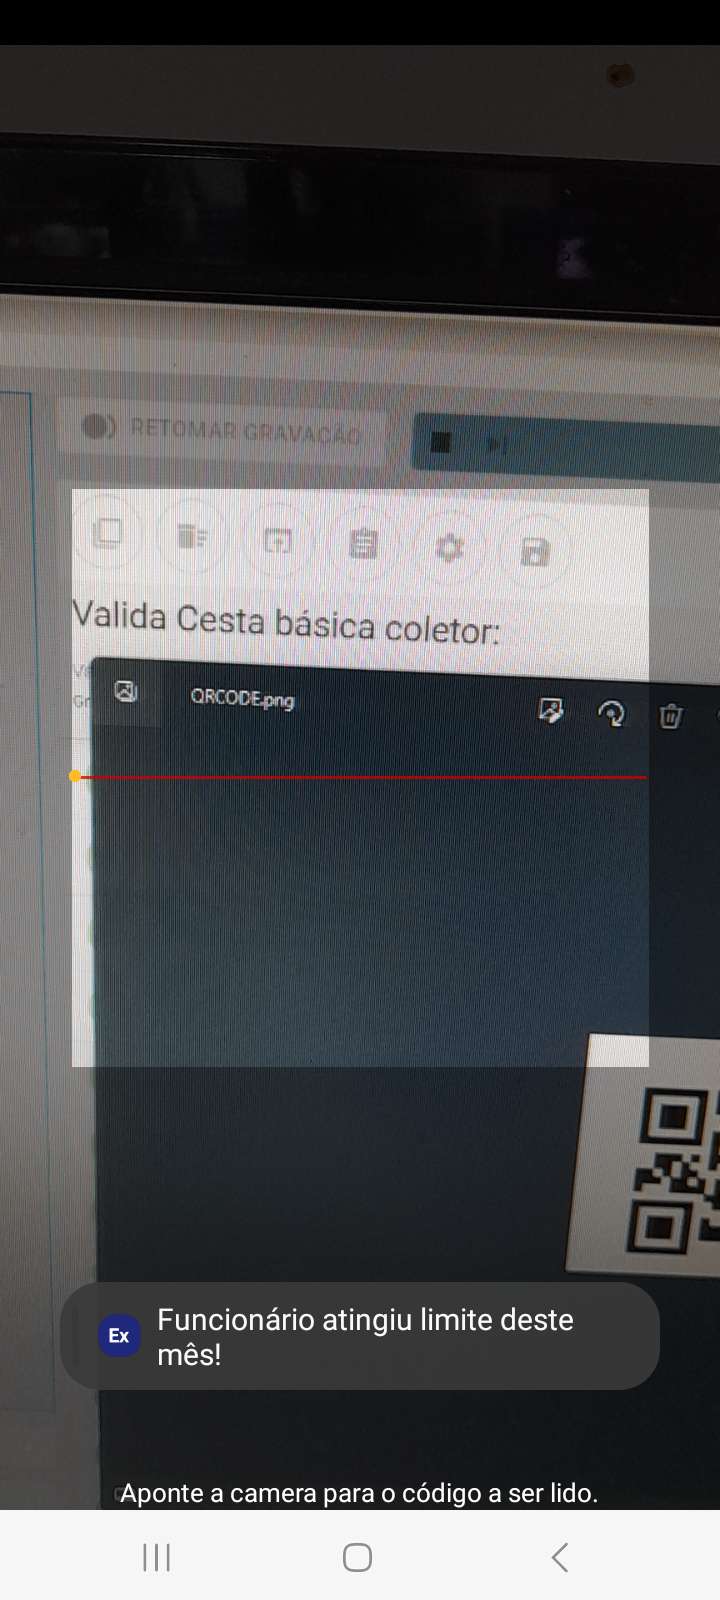 RETOMAR GRAVAÇÃO
Valida Cesta básica coletor:
QRCODE.png
Ex
Funcionário atingiu limite deste
mês!
Aponte a camera para o código a ser lido.